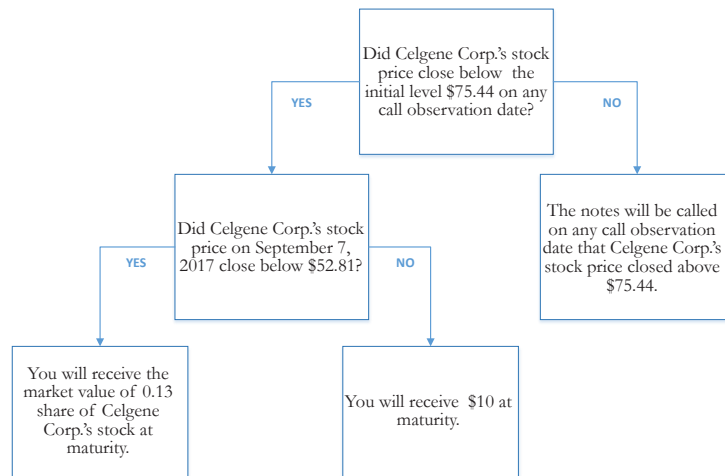 Did Celgene Corp.'s stock
price close below the
initial level $75.44 on any
call observation date?
YES
NO
Did Celgene Corp.'s stock
price on September 7,
2017 close below $52.81?
The notes will be called
on any call observation
date that Celgene Corp.'s
stock price closed above
$75.44.
YES
NO
You will receive the
market value of 0.13
share of Celgene
Corp.'s stock at
maturity.
You will receive $10 at
maturity.